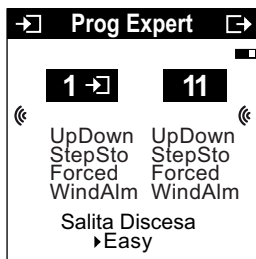 Prog Expert
1 11
UpDown UpDown
StepSto StepSto
Forced Forced
WindAlm WindAlm
Salita Discesa
Easy